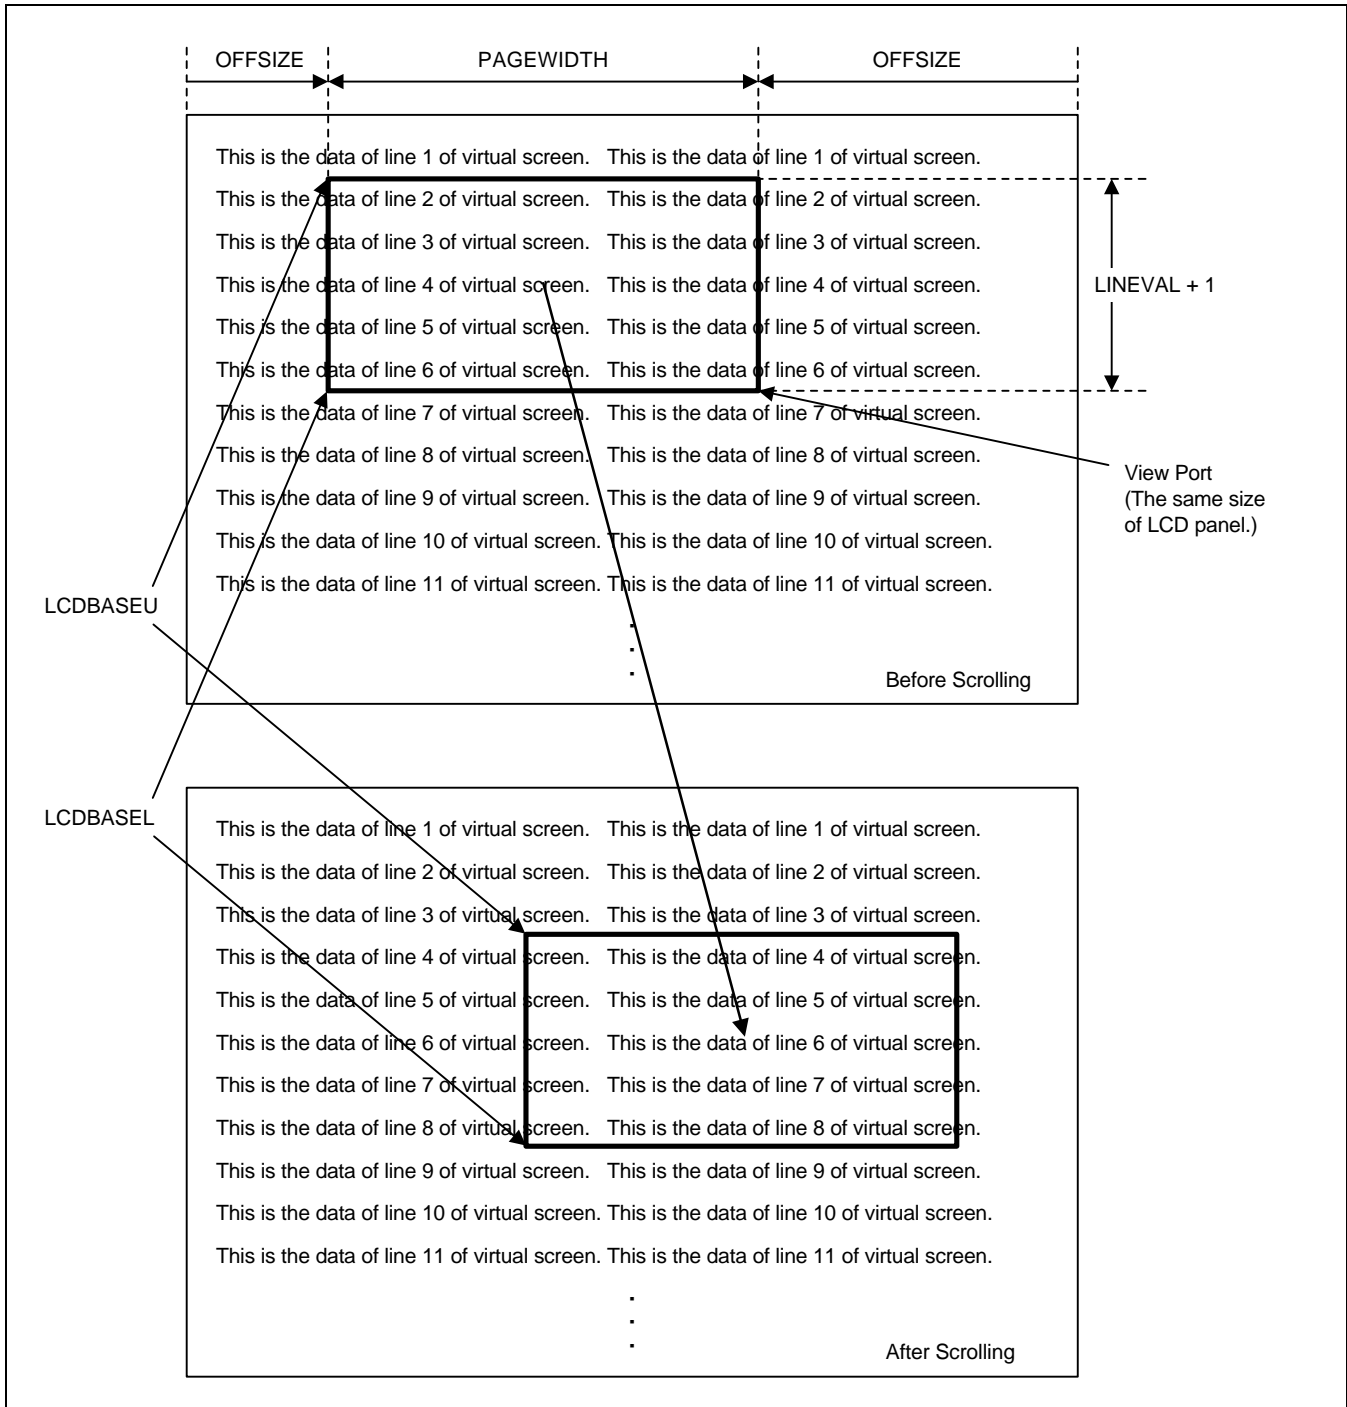 OFFSIZE PAGEWIDTH OFFSIZE
This is the data of line 1 of virtual screen. This is the data of line 1 of virtual screen.
This is the data of line 2 of virtual screen. This is the data of line 2 of virtual screen.
This is the data of line 3 of virtual screen. This is the data of line 3 of virtual screen.
This is the data of line 4 of virtual screen. This is the data of line 4 of virtual screen.
LINEVAL + 1
This is the data of line 5 of virtual screen. This is the data of line 5 of virtual screen.
This is the data of line 6 of virtual screen. This is the data of line 6 of virtual screen.
This is the data of line 7 of virtual screen. This is the data of line 7 of virtual screen.
This is the data of line 8 of virtual screen. This is the data of line 8 of virtual screen.
This is the data of line 9 of virtual screen. This is the data of line 9 of virtual screen.
This is the data of line 10 of virtual screen. This is the data of line 10 of virtual screen.
This is the data of line 11 of virtual screen. This is the data of line 11 of virtual screen.
.
.
.
View Port
(The same size
of LCD panel.)
LCDBASEU
Before Scrolling
LCDBASEL
This is the data of line 1 of virtual screen. This is the data of line 1 of virtual screen.
This is the data of line 2 of virtual screen. This is the data of line 2 of virtual screen.
This is the data of line 3 of virtual screen. This is the data of line 3 of virtual screen.
This is the data of line 4 of virtual screen. This is the data of line 4 of virtual screen.
This is the data of line 5 of virtual screen. This is the data of line 5 of virtual screen.
This is the data of line 6 of virtual screen. This is the data of line 6 of virtual screen.
This is the data of line 7 of virtual screen. This is the data of line 7 of virtual screen.
This is the data of line 8 of virtual screen. This is the data of line 8 of virtual screen.
This is the data of line 9 of virtual screen. This is the data of line 9 of virtual screen.
This is the data of line 10 of virtual screen. This is the data of line 10 of virtual screen.
This is the data of line 11 of virtual screen. This is the data of line 11 of virtual screen.
.
.
.
After Scrolling